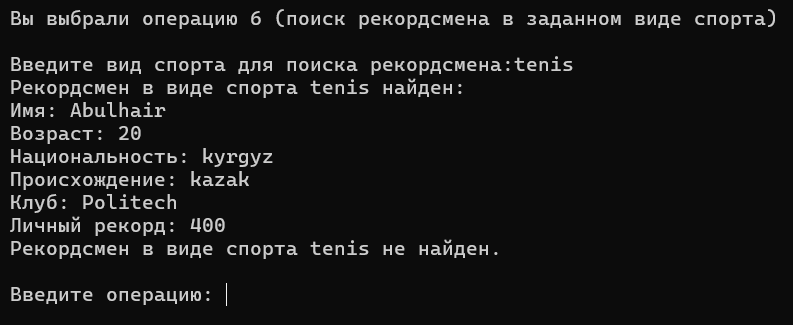 Вы выбрали операцию 6 (поиск рекордсмена в заданном виде спорта)
Введите вид спорта для поиска рекордсмена:tenis
Рекордсмен в виде спорта tenis найден:
Имя: Abulhair
Возраст: 20
Национальность: kyrgyz
Происхождение: kazak
Клуб: Politech
Личный рекорд: 400
Рекордсмен в виде спорта tenis не найден.
Введите операцию: